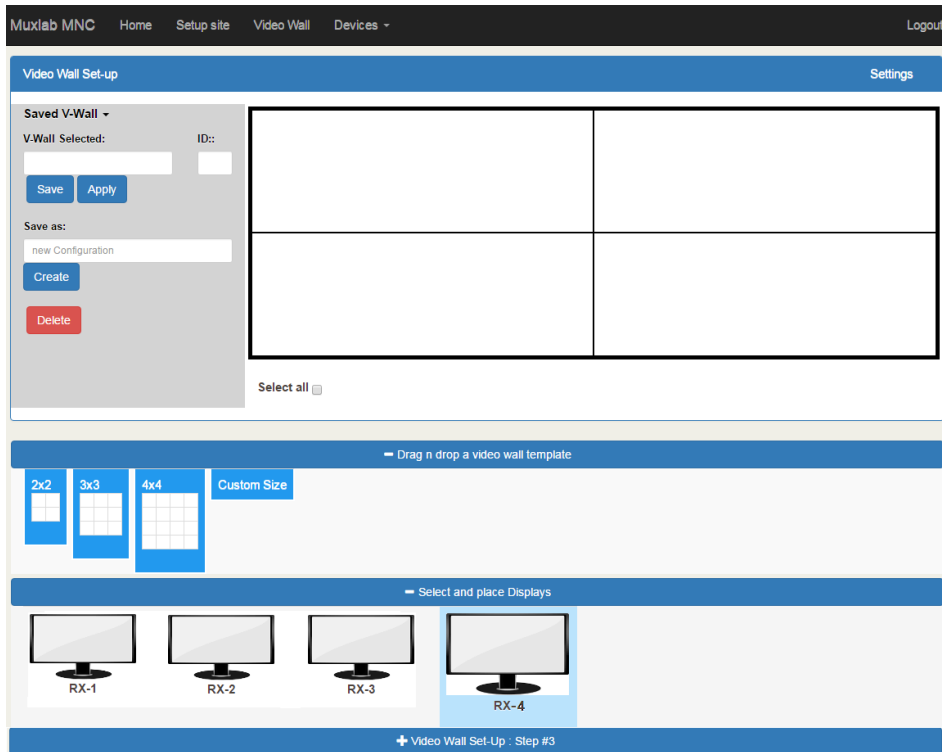 Muxlab MNC Home Setup site Video Wall Devices Logout
Video Wall Set-up Settings
Saved V-Wall
V-Wall Selected: ID::
Save Apply
Save as:
new Configuration
Create
Delete
Select all
Drag n drop a video wall template
2x2 3x3 4x4 Custom Size
Select and place Displays
RX-1 RX-2 RX-3 RX-4
Video Wall Set-Up : Step #3